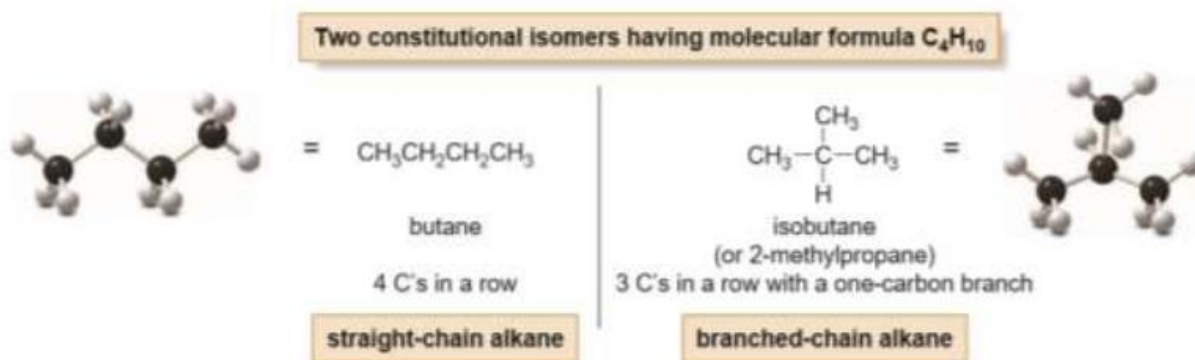 Two constitutional isomers having molecular formula C₄H₁₀
= CH₃CH₂CH₂CH₃
butane
4 C's in a row
straight-chain alkane
CH₃
CH₃–C–CH₃ =
H
isobutane
(or 2-methylpropane)
3 C's in a row with a one-carbon branch
branched-chain alkane